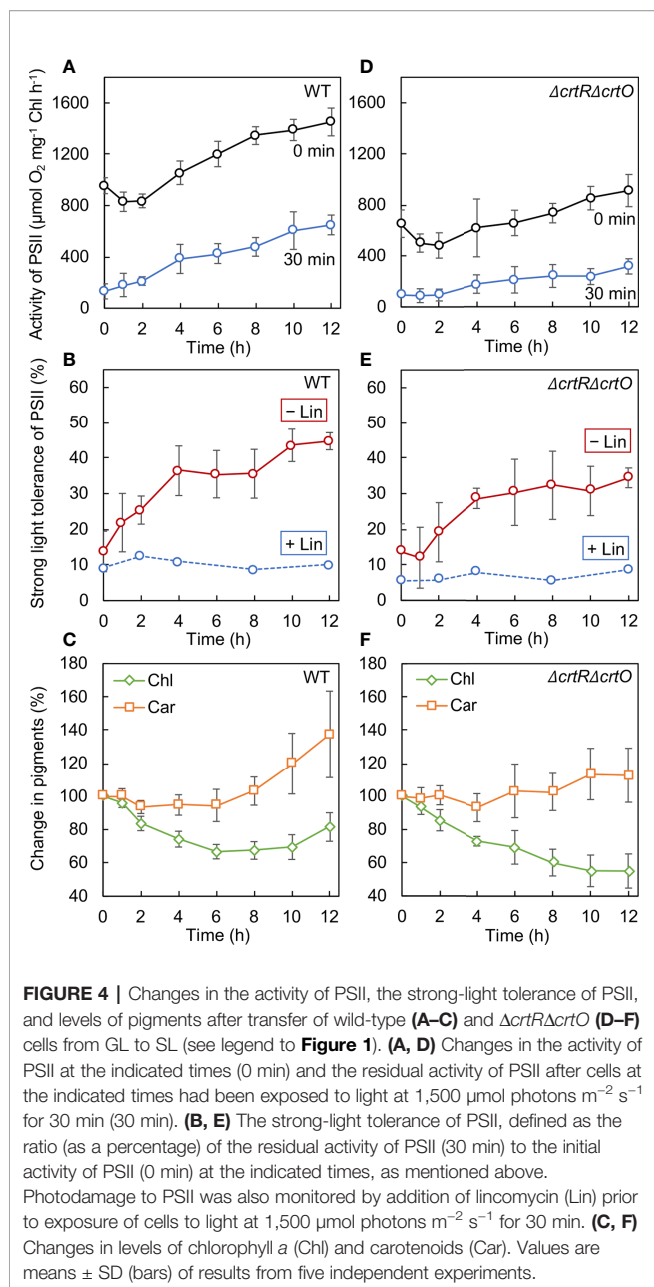 A
WT
Activity of PSII (µmol O2 mg−1 Chl h−1)
1600
1200
800
400
0
0 min
30 min
0 2 4 6 8 10 12
Time (h)
D
ΔcrtRΔcrtO
1600
1200
800
400
0
0 min
30 min
0 2 4 6 8 10 12
Time (h)
B
WT
Strong light tolerance of PSII (%)
60
50
40
30
20
10
0
− Lin
+ Lin
0 2 4 6 8 10 12
Time (h)
E
ΔcrtRΔcrtO
60
50
40
30
20
10
0
− Lin
+ Lin
0 2 4 6 8 10 12
Time (h)
C
WT
Change in pigments (%)
180
160
140
120
100
80
60
40
Chl
Car
0 2 4 6 8 10 12
Time (h)
F
ΔcrtRΔcrtO
180
160
140
120
100
80
60
40
Chl
Car
0 2 4 6 8 10 12
Time (h)
FIGURE 4 | Changes in the activity of PSII, the strong-light tolerance of PSII,
and levels of pigments after transfer of wild-type (A–C) and ΔcrtRΔcrtO (D–F)
cells from GL to SL (see legend to Figure 1). (A, D) Changes in the activity of
PSII at the indicated times (0 min) and the residual activity of PSII after cells at
the indicated times had been exposed to light at 1,500 µmol photons m−2 s−1
for 30 min (30 min). (B, E) The strong-light tolerance of PSII, defined as the
ratio (as a percentage) of the residual activity of PSII (30 min) to the initial
activity of PSII (0 min) at the indicated times, as mentioned above.
Photodamage to PSII was also monitored by addition of lincomycin (Lin) prior
to exposure of cells to light at 1,500 µmol photons m−2 s−1 for 30 min. (C, F)
Changes in levels of chlorophyll a (Chl) and carotenoids (Car). Values are
means ± SD (bars) of results from five independent experiments.